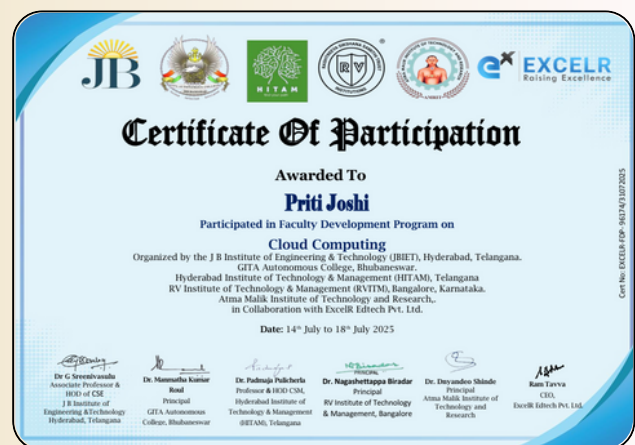 JB
HITAM
RV
EXCELR
Raising Excellence
Certificate Of Participation
Awarded To
Priti Joshi
Participated in Faculty Development Program on
Cloud Computing
Organized by the J B Institute of Engineering & Technology (JBIET), Hyderabad, Telangana.
GITA Autonomous College, Bhubaneswar.
Hyderabad Institute of Technology & Management (HITAM), Telangana
RV Institute of Technology & Management (RVITM), Bangalore, Karnataka.
Atma Malik Institute of Technology and Research,.
in Collaboration with ExcelR Edtech Pvt. Ltd.
Date: 14th July to 18th July 2025
Cert No: EXCELR-FDP- 96174/31072025
Dr G Sreenivasulu
Associate Professor &
HOD of CSE
J B Institute of
Engineering &Technology
Hyderabad, Telangana
Dr. Manmatha Kumar
Roul
Principal
GITA Autonomous
College, Bhubaneswar
Dr. Padmaja Pulicherla
Professor & HOD CSM,
Hyderabad Institute of
Technology & Management
(HITAM), Telangana
PRINCIPAL
Dr. Nagashettappa Biradar
Principal
RV Institute of Technology
& Management, Bangalore
Dr. Dnyandeo Shinde
Principal
Atma Malik Institute of
Technology and
Research
Ram Tavva
CEO,
ExcelR Edtech Pvt. Ltd.